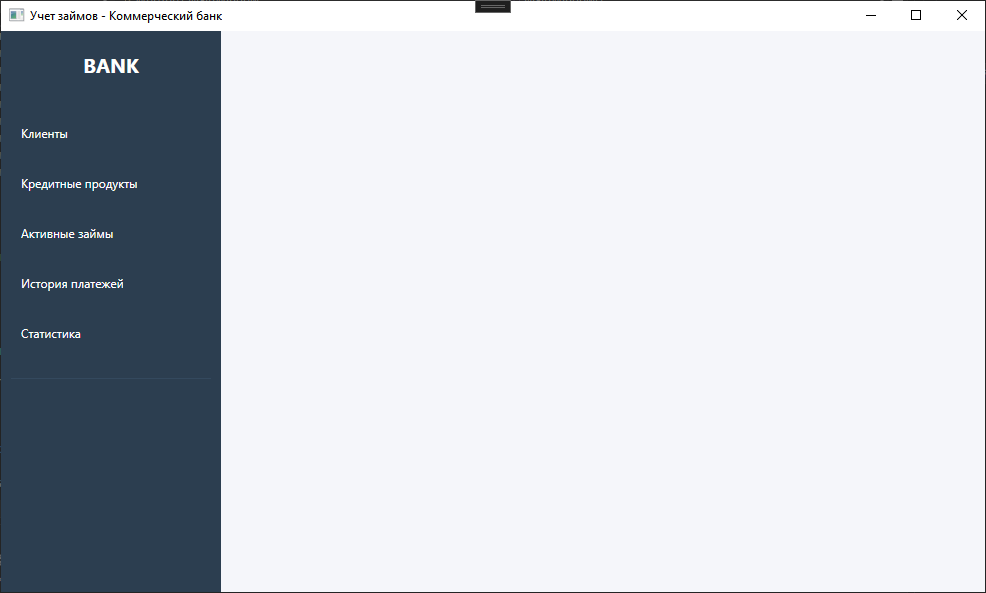 Учет займов - Коммерческий банк
BANK
Клиенты
Кредитные продукты
Активные займы
История платежей
Статистика